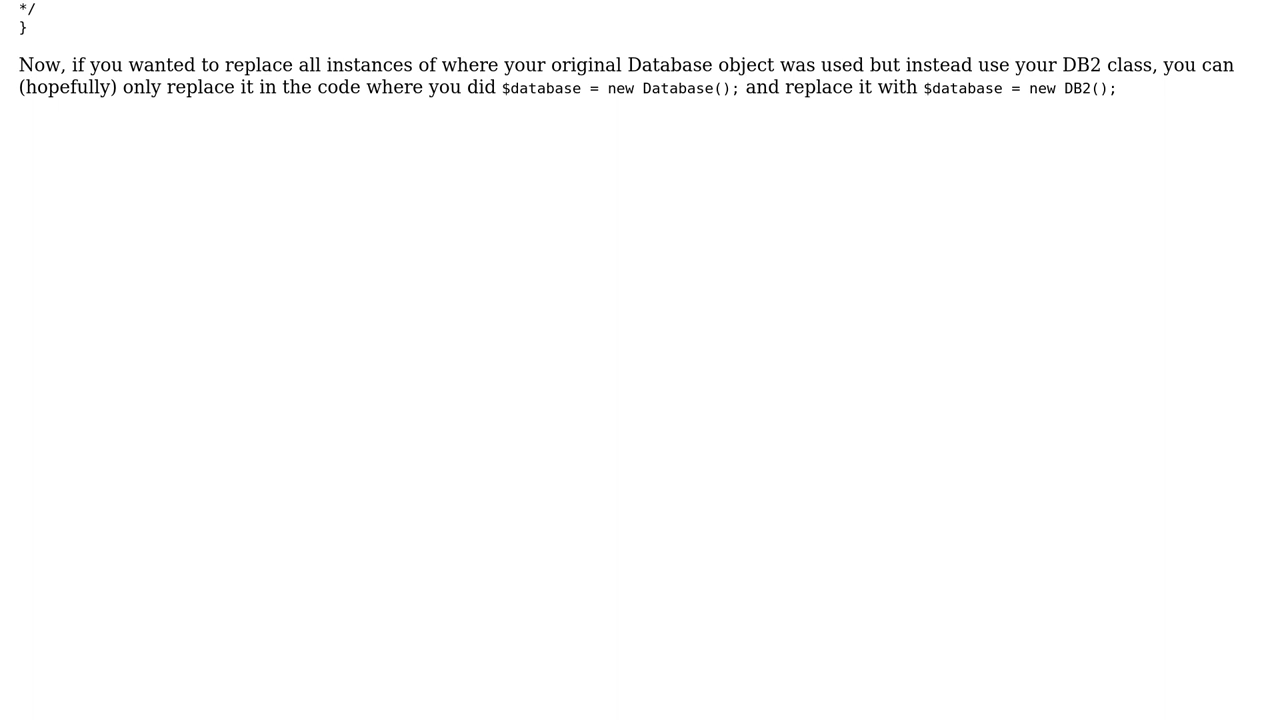 */
}
Now, if you wanted to replace all instances of where your original Database object was used but instead use your DB2 class, you can
(hopefully) only replace it in the code where you did $database = new Database(); and replace it with $database = new DB2();